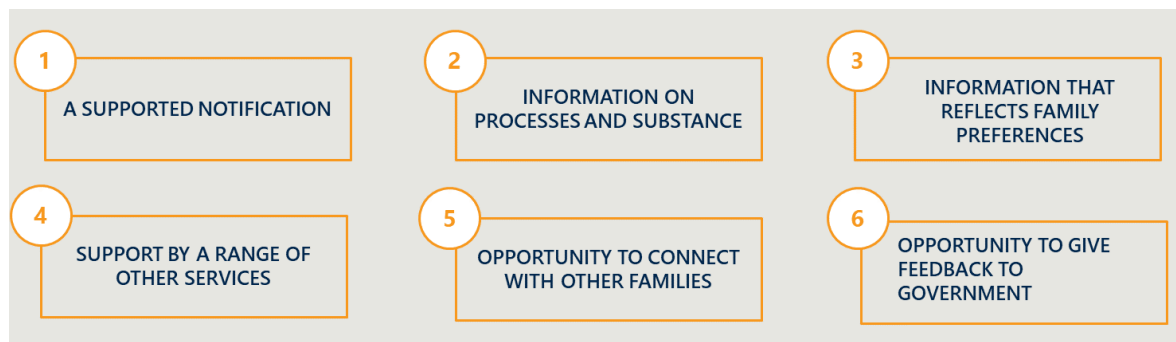 1
A SUPPORTED NOTIFICATION
2
INFORMATION ON
PROCESSES AND SUBSTANCE
3
INFORMATION THAT
REFLECTS FAMILY
PREFERENCES
4
SUPPORT BY A RANGE OF
OTHER SERVICES
5
OPPORTUNITY TO CONNECT
WITH OTHER FAMILIES
6
OPPORTUNITY TO GIVE
FEEDBACK TO
GOVERNMENT